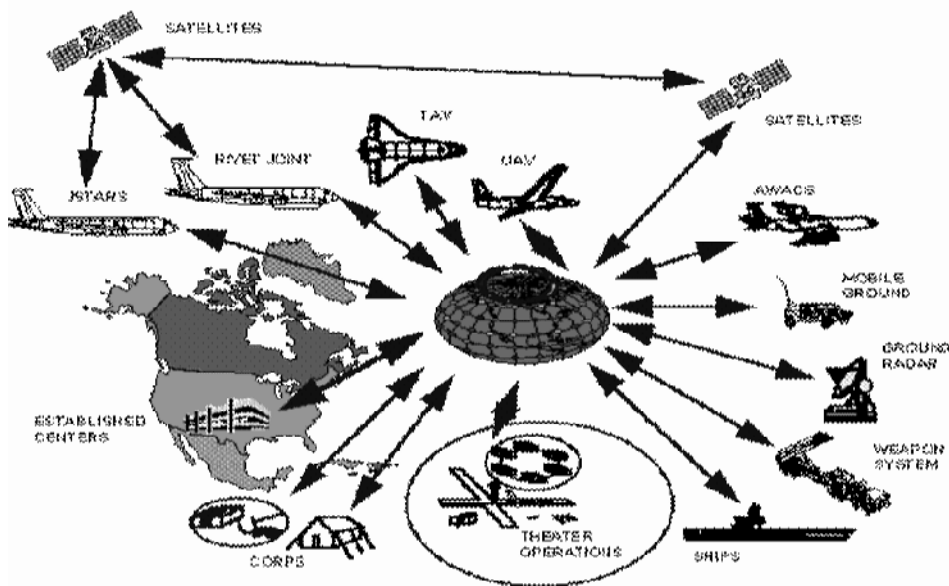 SATELLITES
SATELLITES
TAV
RIVET JOINT
UAV
JSTARS
AWACS
MOBILE
GROUND
GROUND
RADAR
ESTABLISHED
CENTERS
WEAPON
SYSTEM
THEATER
OPERATIONS
CORPS
SHIPS